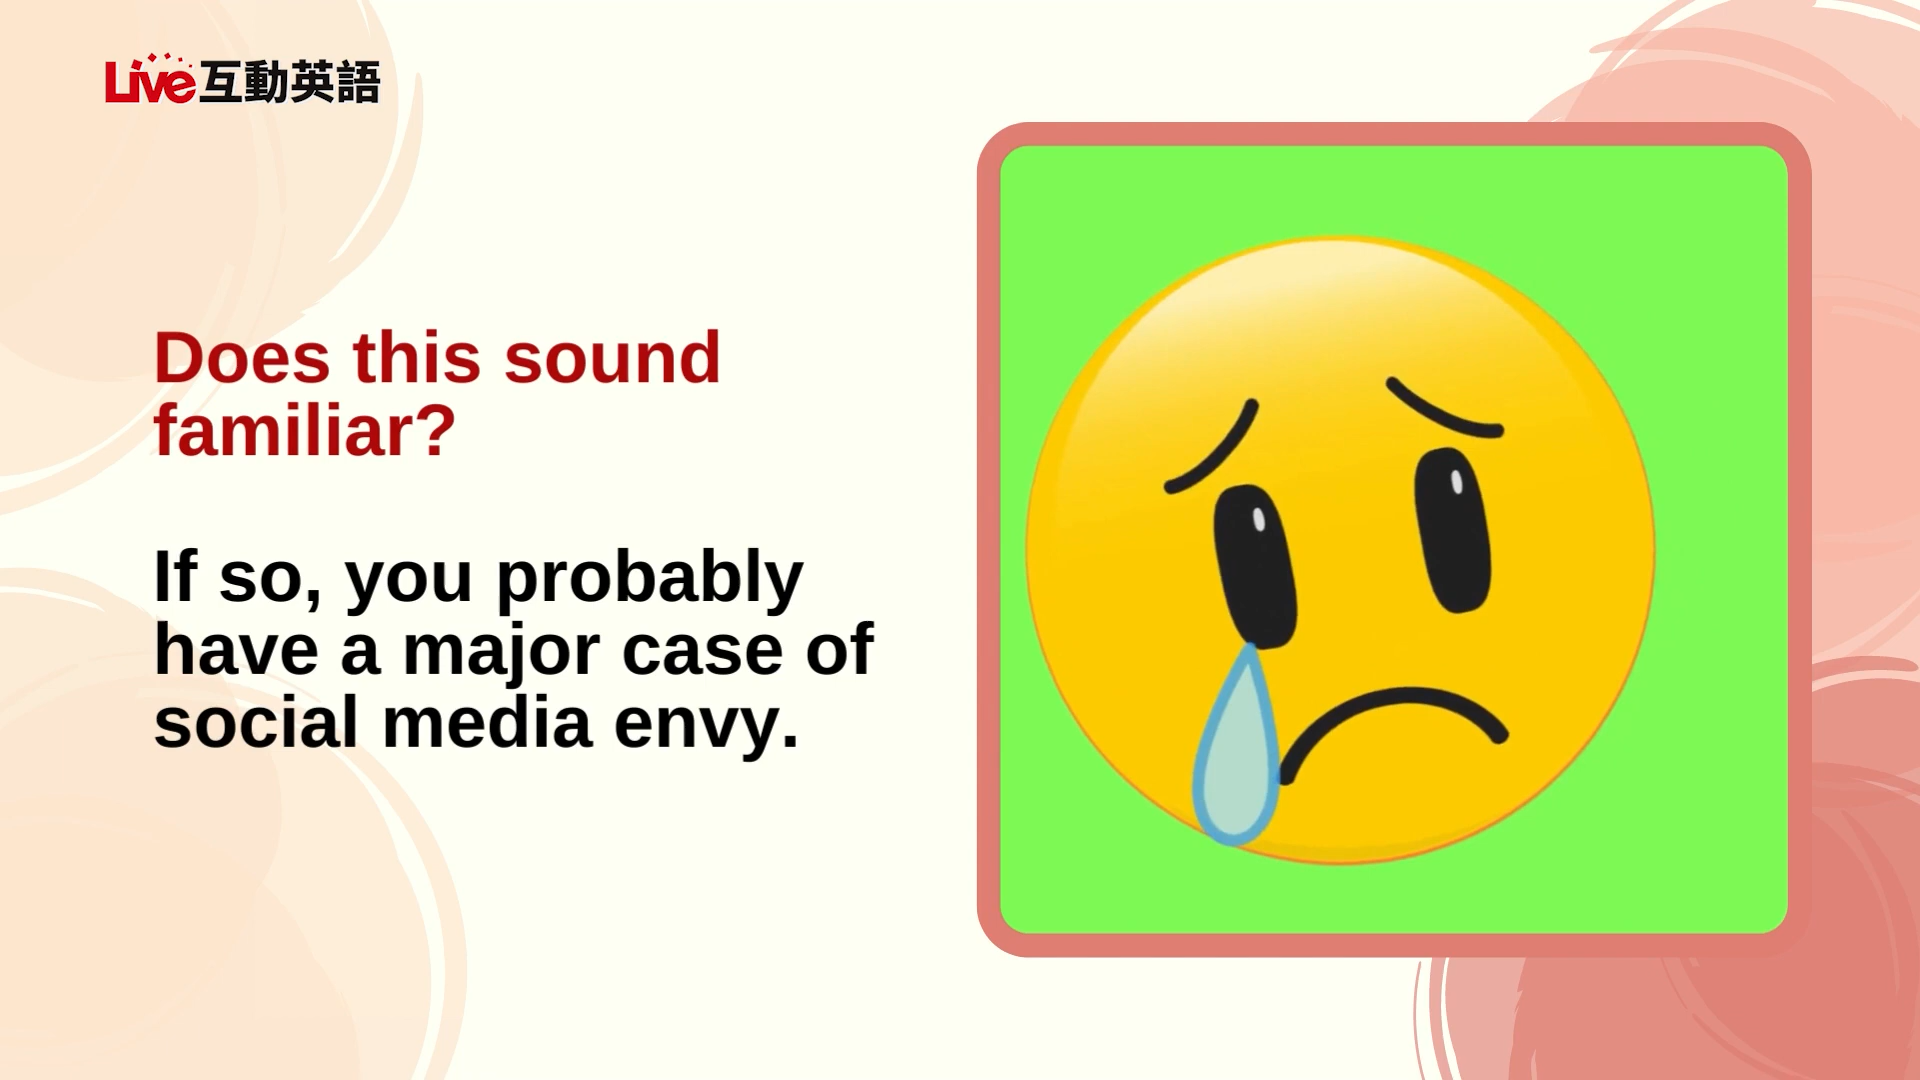 Live互動英語
Does this sound
familiar?
If so, you probably
have a major case of
social media envy.